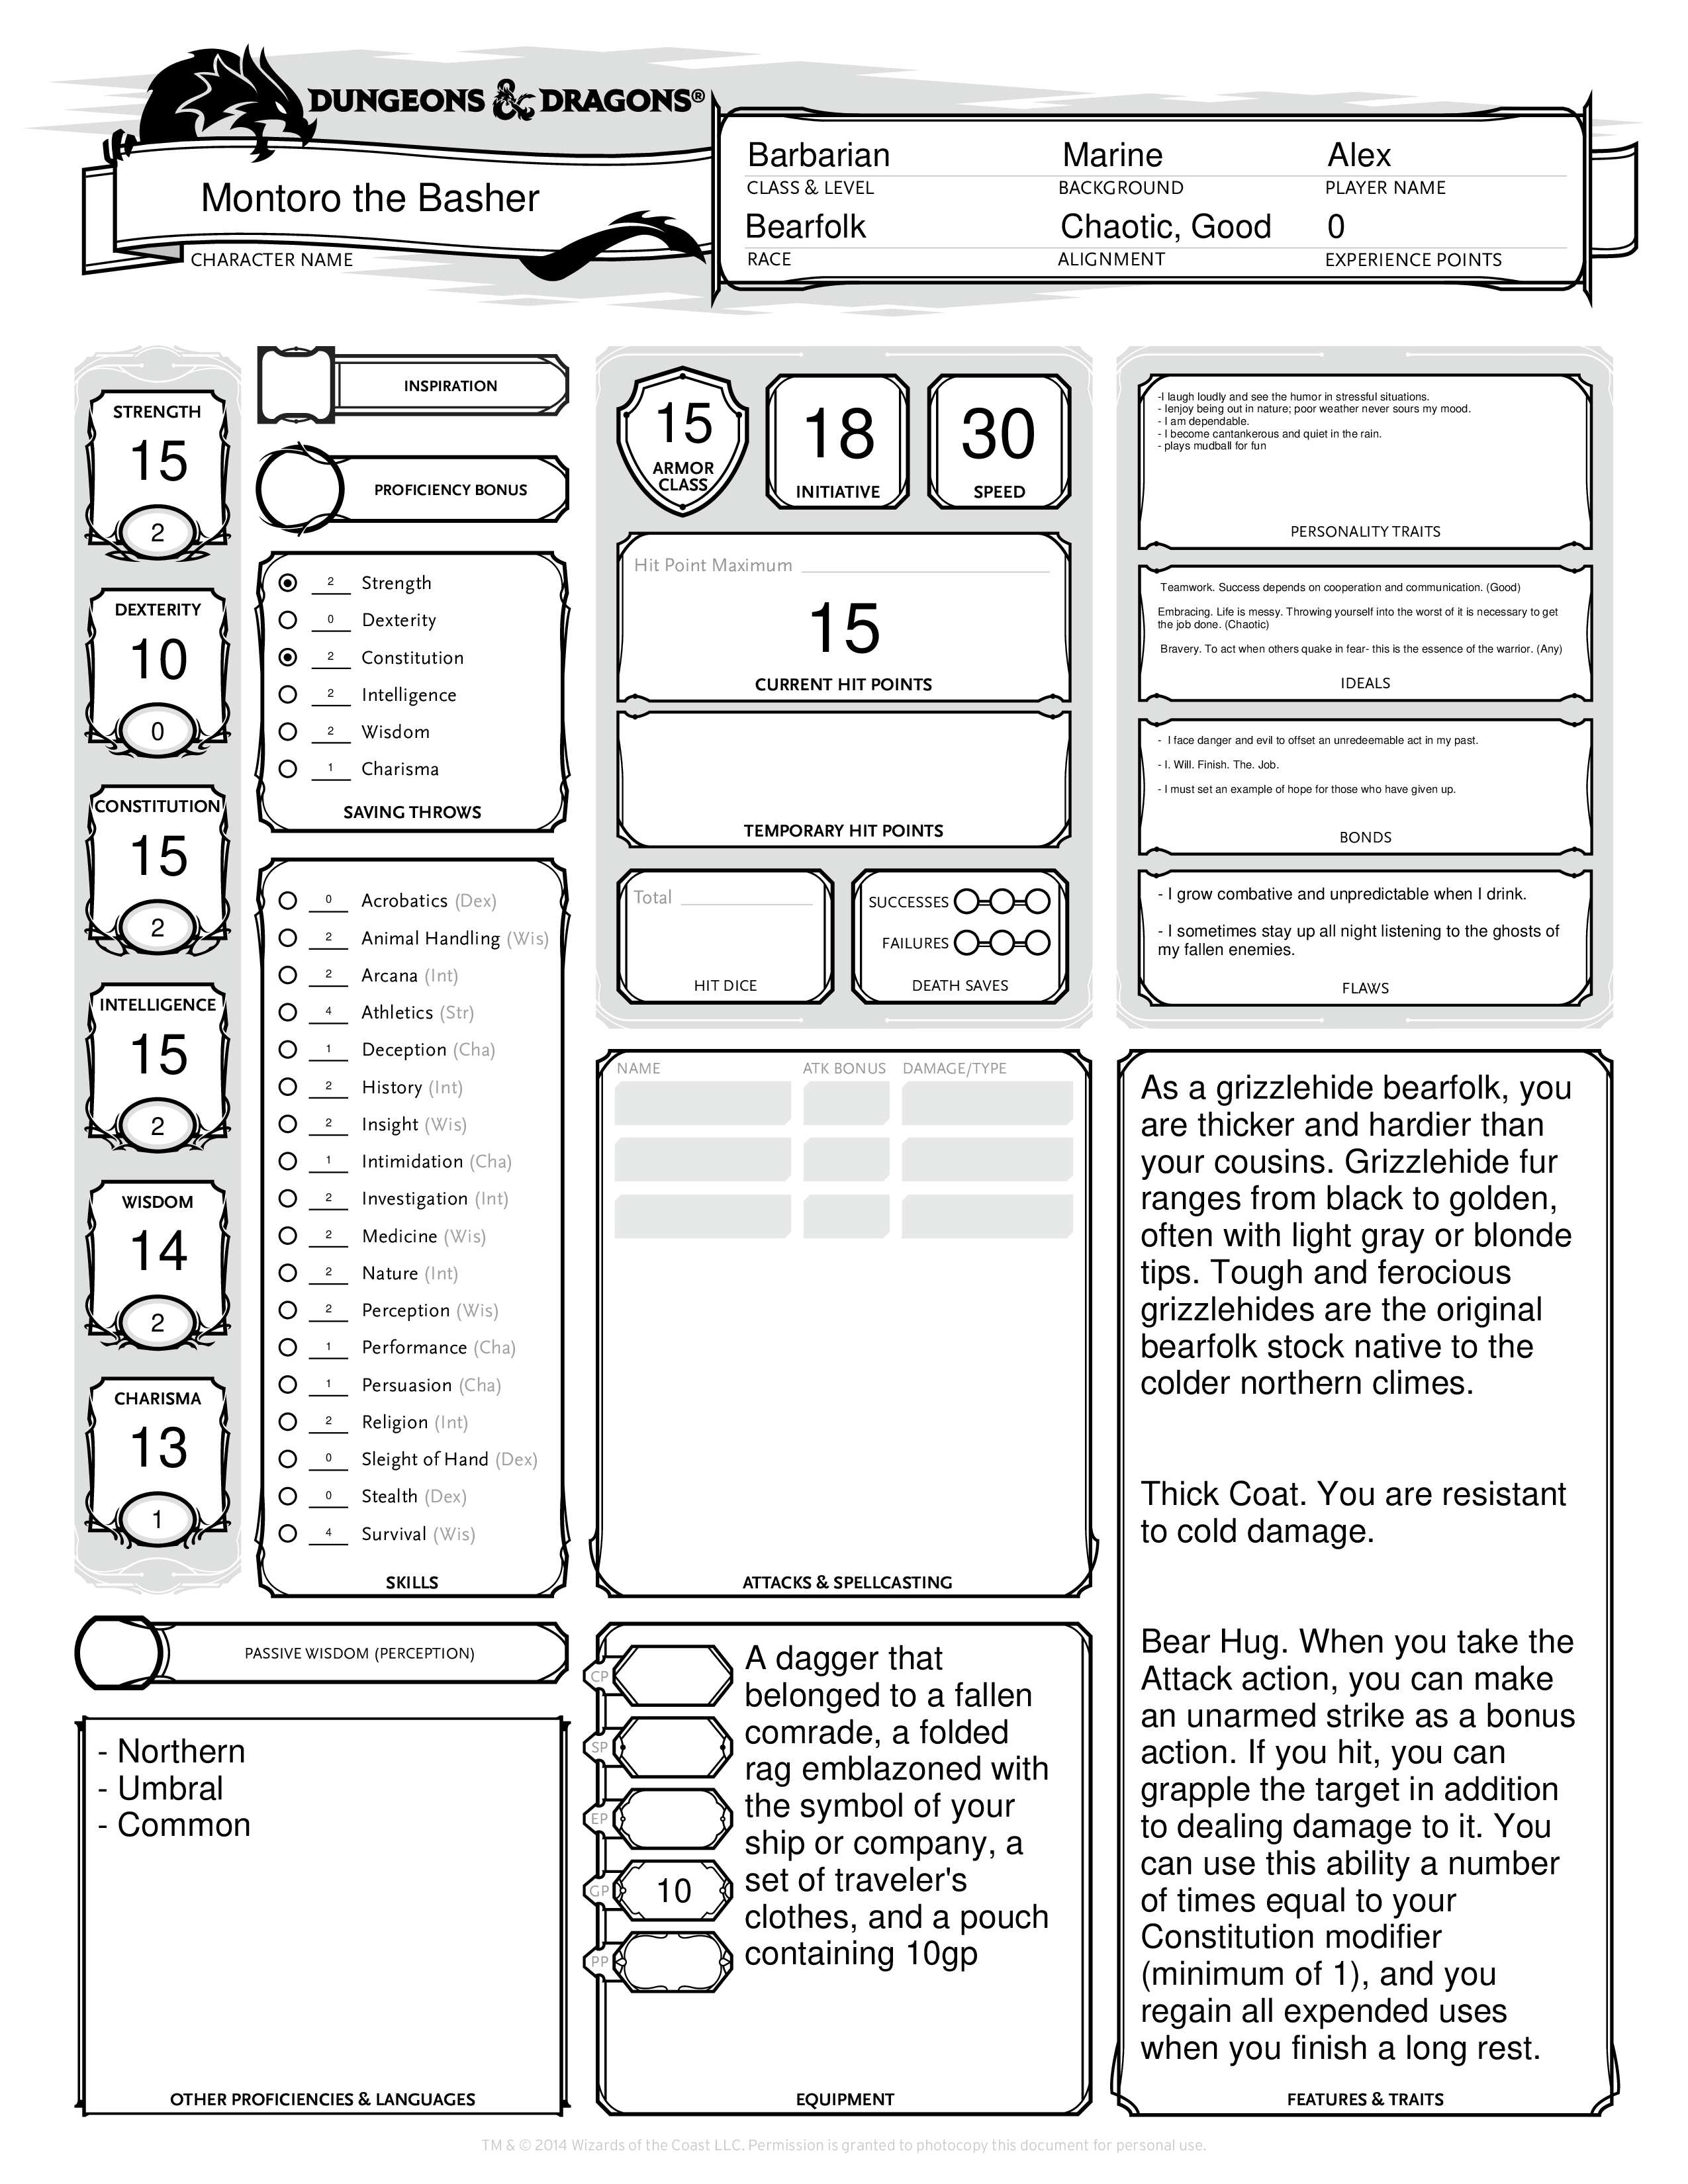 DUNGEONS & DRAGONS®
Montoro the Basher
CHARACTER NAME
Barbarian Marine Alex
CLASS & LEVEL BACKGROUND PLAYER NAME
Bearfolk Chaotic, Good 0
RACE ALIGNMENT EXPERIENCE POINTS
STRENGTH
15
2
DEXTERITY
10
0
CONSTITUTION
15
2
INTELLIGENCE
15
2
WISDOM
14
2
CHARISMA
13
1
INSPIRATION
PROFICIENCY BONUS
2 Strength
0 Dexterity
2 Constitution
2 Intelligence
2 Wisdom
1 Charisma
SAVING THROWS
0 Acrobatics (Dex)
2 Animal Handling (Wis)
2 Arcana (Int)
4 Athletics (Str)
1 Deception (Cha)
2 History (Int)
2 Insight (Wis)
1 Intimidation (Cha)
2 Investigation (Int)
2 Medicine (Wis)
2 Nature (Int)
2 Perception (Wis)
1 Performance (Cha)
1 Persuasion (Cha)
2 Religion (Int)
0 Sleight of Hand (Dex)
0 Stealth (Dex)
4 Survival (Wis)
SKILLS
PASSIVE WISDOM (PERCEPTION)
- Northern
- Umbral
- Common
OTHER PROFICIENCIES & LANGUAGES
15
ARMOR
CLASS
18
INITIATIVE
30
SPEED
Hit Point Maximum
15
CURRENT HIT POINTS
TEMPORARY HIT POINTS
Total
HIT DICE
SUCCESSES
FAILURES
DEATH SAVES
NAME ATK BONUS DAMAGE/TYPE
ATTACKS & SPELLCASTING
CP
SP
EP
GP 10
PP
A dagger that
belonged to a fallen
comrade, a folded
rag emblazoned with
the symbol of your
ship or company, a
set of traveler's
clothes, and a pouch
containing 10gp
EQUIPMENT
-I laugh loudly and see the humor in stressful situations.
- Ienjoy being out in nature; poor weather never sours my mood.
- I am dependable.
- I become cantankerous and quiet in the rain.
- plays mudball for fun
PERSONALITY TRAITS
Teamwork. Success depends on cooperation and communication. (Good)
Embracing. Life is messy. Throwing yourself into the worst of it is necessary to get
the job done. (Chaotic)
Bravery. To act when others quake in fear- this is the essence of the warrior. (Any)
IDEALS
- I face danger and evil to offset an unredeemable act in my past.
- I. Will. Finish. The. Job.
- I must set an example of hope for those who have given up.
BONDS
- I grow combative and unpredictable when I drink.
- I sometimes stay up all night listening to the ghosts of
my fallen enemies.
FLAWS
As a grizzlehide bearfolk, you
are thicker and hardier than
your cousins. Grizzlehide fur
ranges from black to golden,
often with light gray or blonde
tips. Tough and ferocious
grizzlehides are the original
bearfolk stock native to the
colder northern climes.
Thick Coat. You are resistant
to cold damage.
Bear Hug. When you take the
Attack action, you can make
an unarmed strike as a bonus
action. If you hit, you can
grapple the target in addition
to dealing damage to it. You
can use this ability a number
of times equal to your
Constitution modifier
(minimum of 1), and you
regain all expended uses
when you finish a long rest.
FEATURES & TRAITS
TM & © 2014 Wizards of the Coast LLC. Permission is granted to photocopy this document for personal use.